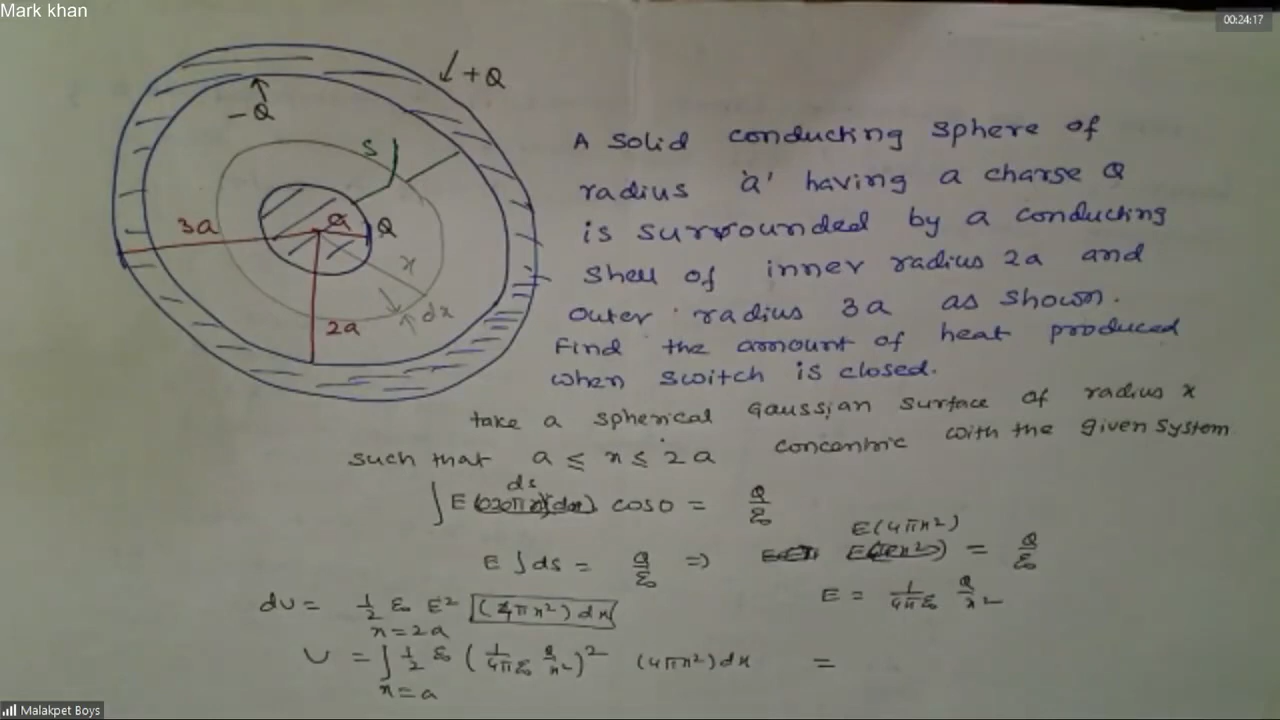 Mark khan
00:24:17
+Q
-Q
S
3a
a
Q
x
dx
2a
A solid conducting sphere of
radius 'a' having a charge Q
is surrounded by a conducting
shell of inner radius 2a and
outer radius 3a as shown.
Find the amount of heat produced
when switch is closed.
take a spherical Gaussian surface of radius x
such that a ≤ x ≤ 2a concentric with the given system
∫ E ds cos0 = Q/ε₀
E ∫ ds = Q/ε₀ ⇒ E(4πx²) = Q/ε₀
E = 1/4πε₀ Q/x²
dU = 1/2 ε₀ E² (4πx²) dx
U = ∫ 1/2 ε₀ (1/4πε₀ Q/x²)² (4πx²) dx =
x=2a
x=a
Malakpet Boys